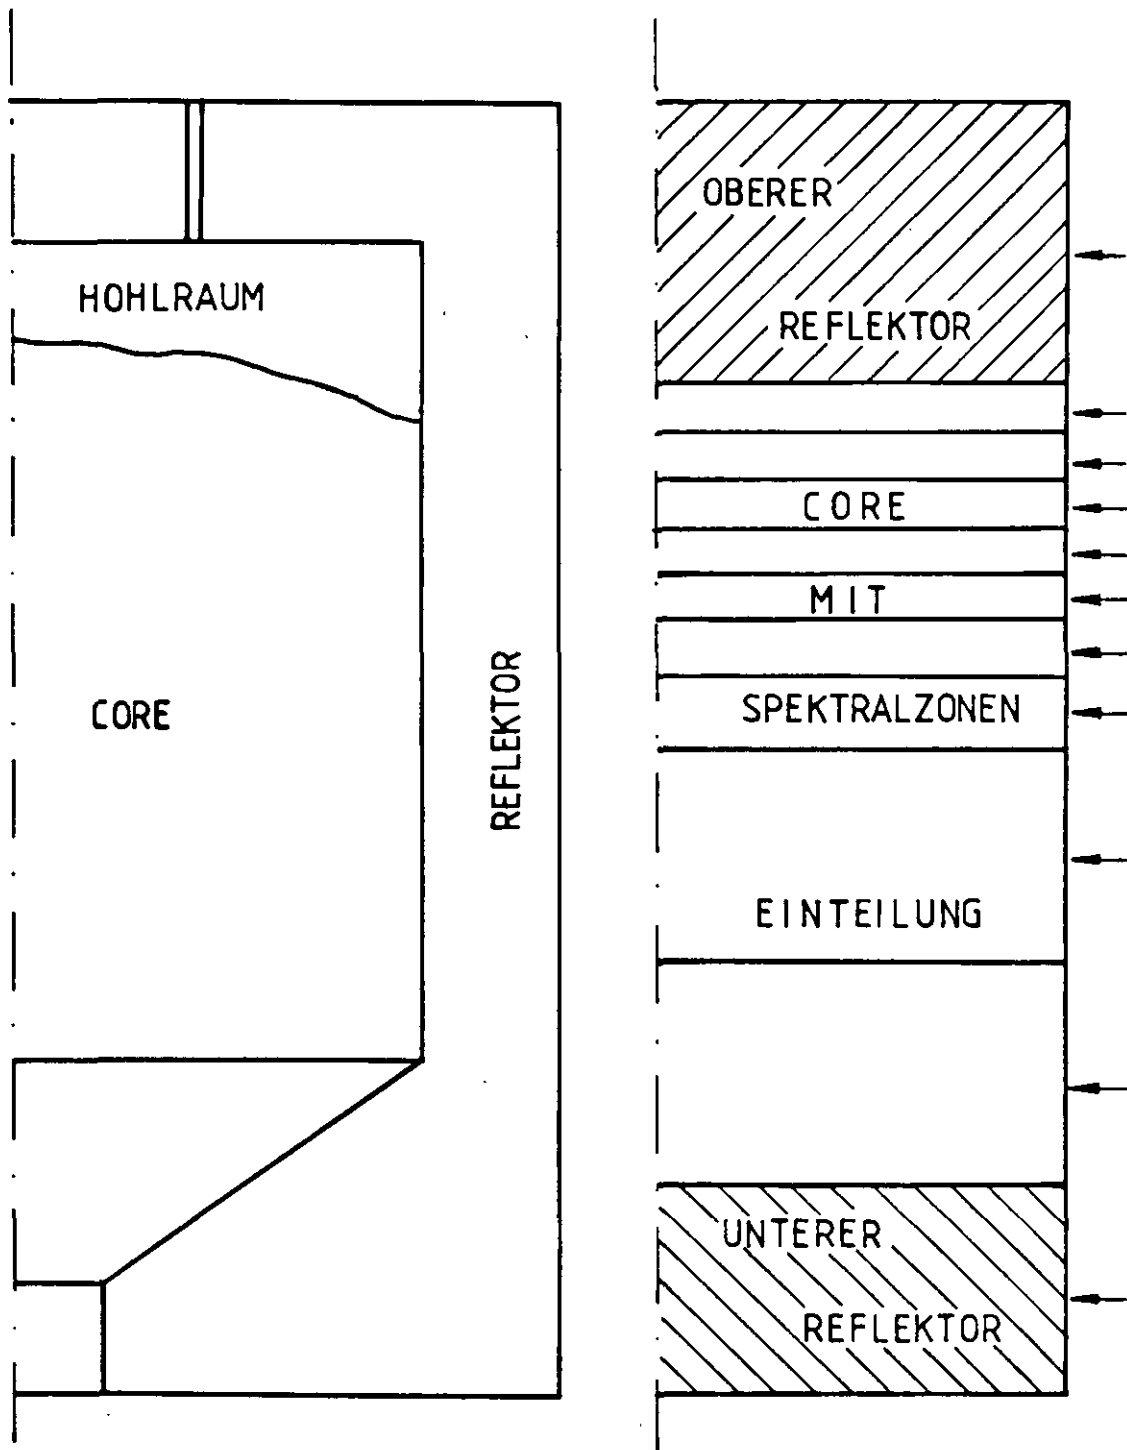 HOHLRAUM
CORE
REFLEKTOR
OBERER
REFLEKTOR
CORE
MIT
SPEKTRALZONEN
EINTEILUNG
UNTERER
REFLEKTOR